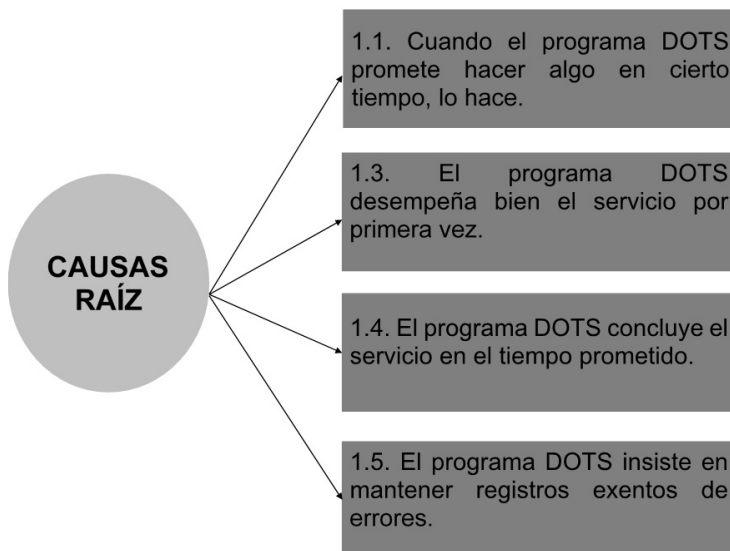 1.1. Cuando el programa DOTS
promete hacer algo en cierto
tiempo, lo hace.
1.3. El programa DOTS
desempeña bien el servicio por
primera vez.
CAUSAS
RAÍZ
1.4. El programa DOTS concluye el
servicio en el tiempo prometido.
1.5. El programa DOTS insiste en
mantener registros exentos de
errores.